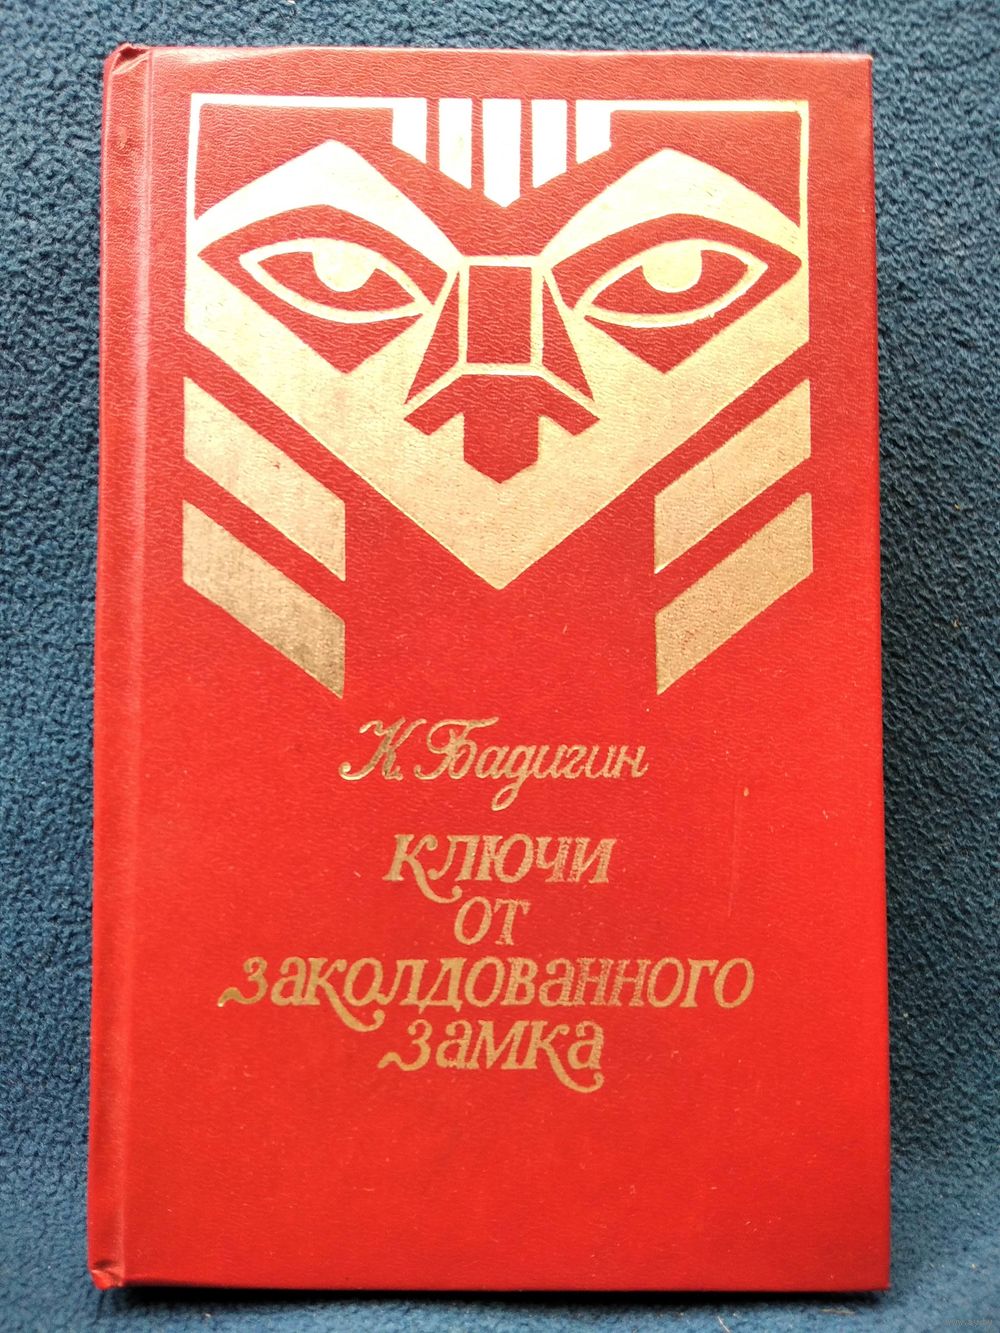 К. Бадигин
Ключи
от
заколдованного
замка